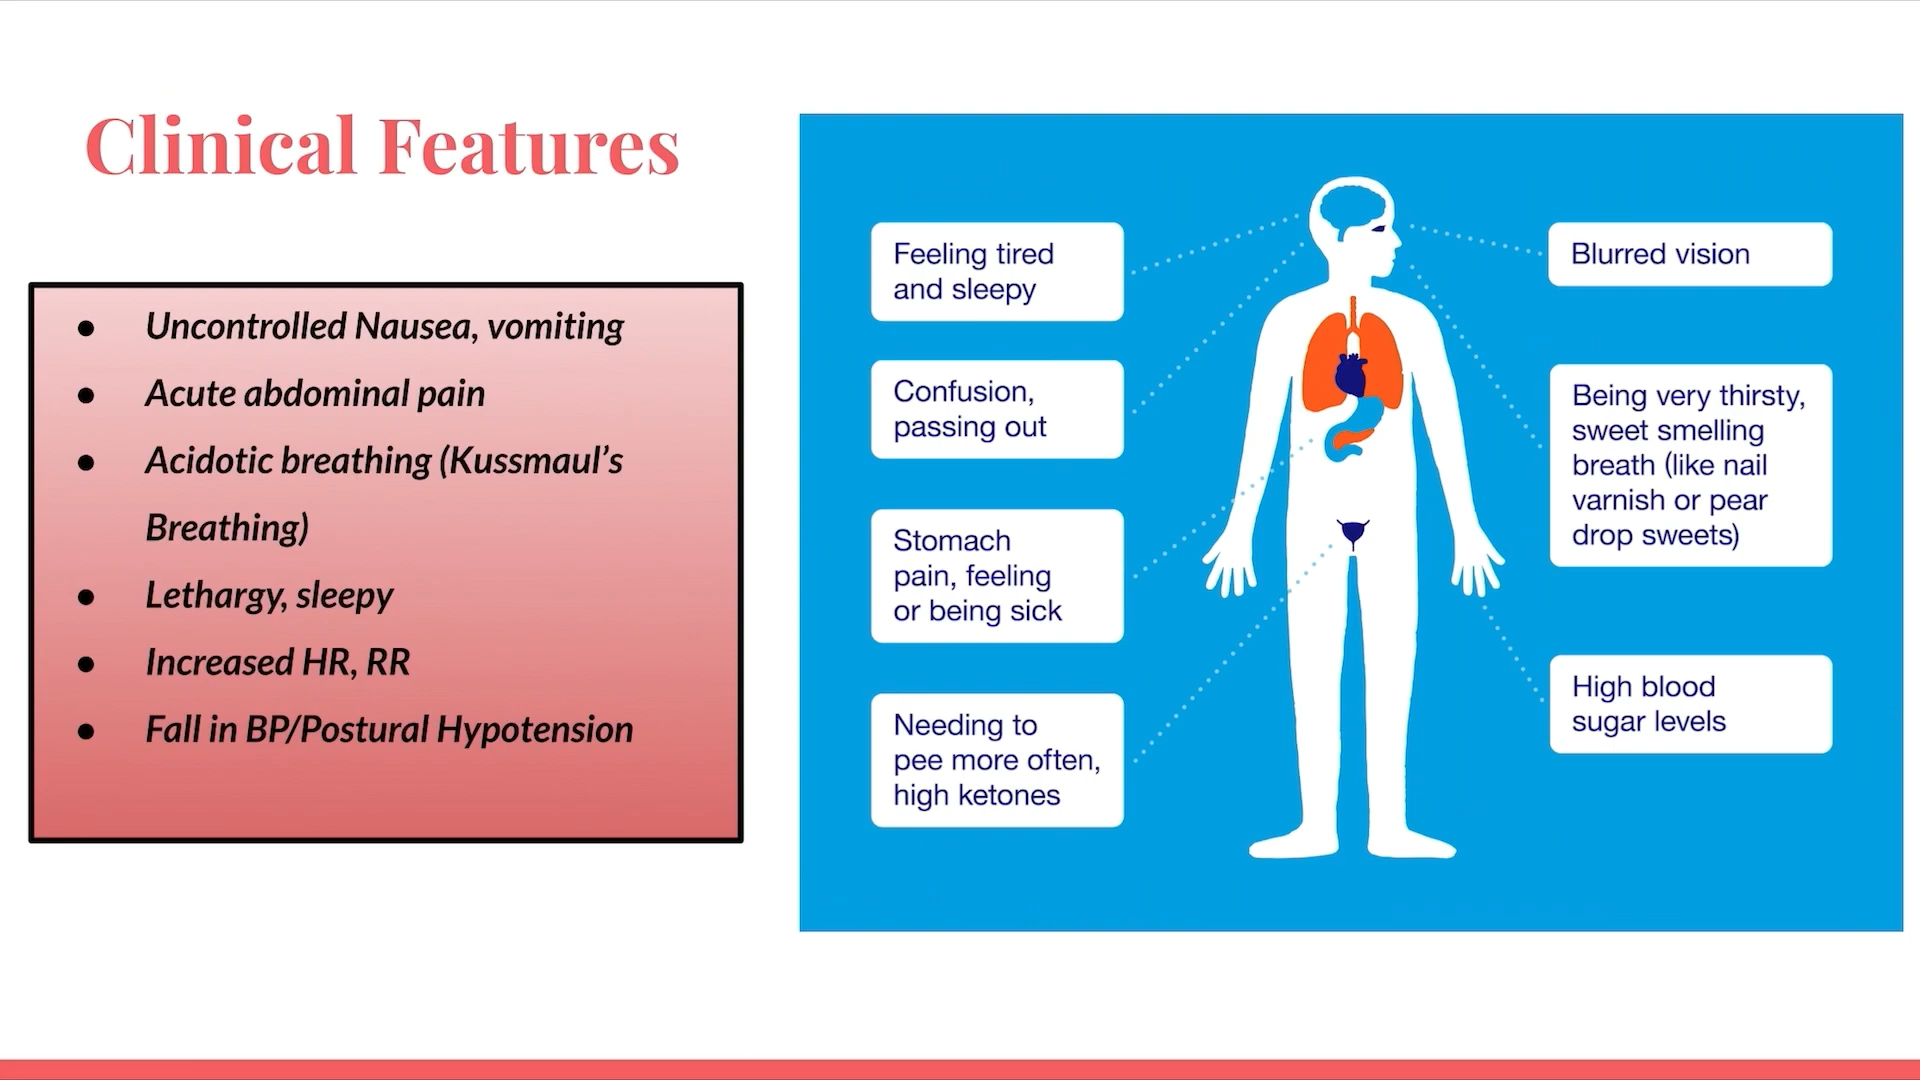 Clinical Features
● Uncontrolled Nausea, vomiting
● Acute abdominal pain
● Acidotic breathing (Kussmaul’s
Breathing)
● Lethargy, sleepy
● Increased HR, RR
● Fall in BP/Postural Hypotension
Feeling tired
and sleepy
Confusion,
passing out
Stomach
pain, feeling
or being sick
Needing to
pee more often,
high ketones
Blurred vision
Being very thirsty,
sweet smelling
breath (like nail
varnish or pear
drop sweets)
High blood
sugar levels